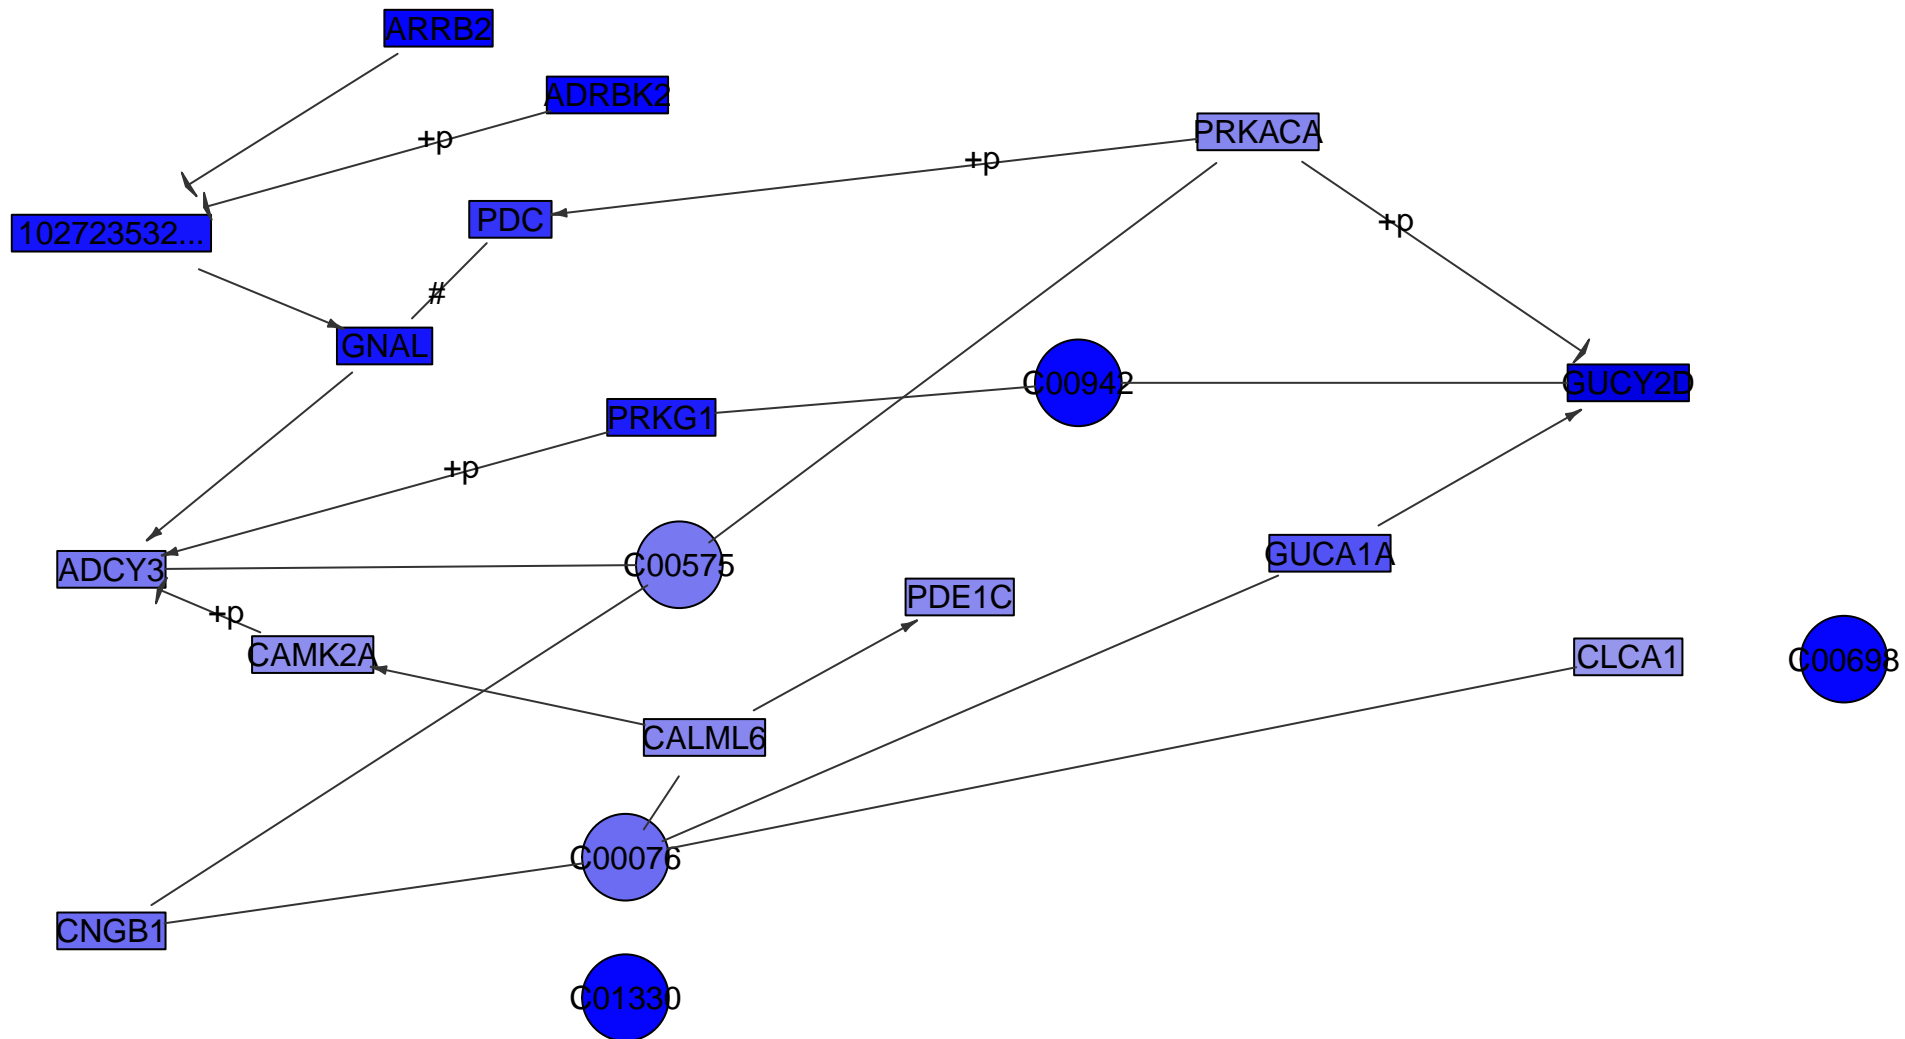 ARRB2
ADRBK2
+p
PRKACA
+p
102723532...
PDC
+p
#
GNAL
C00942
GUCY2D
PRKG1
+p
ADCY3
C00575
GUCA1A
PDE1C
+p
CAMK2A
CLCA1
C00698
CALML6
C00076
CNGB1
C01330